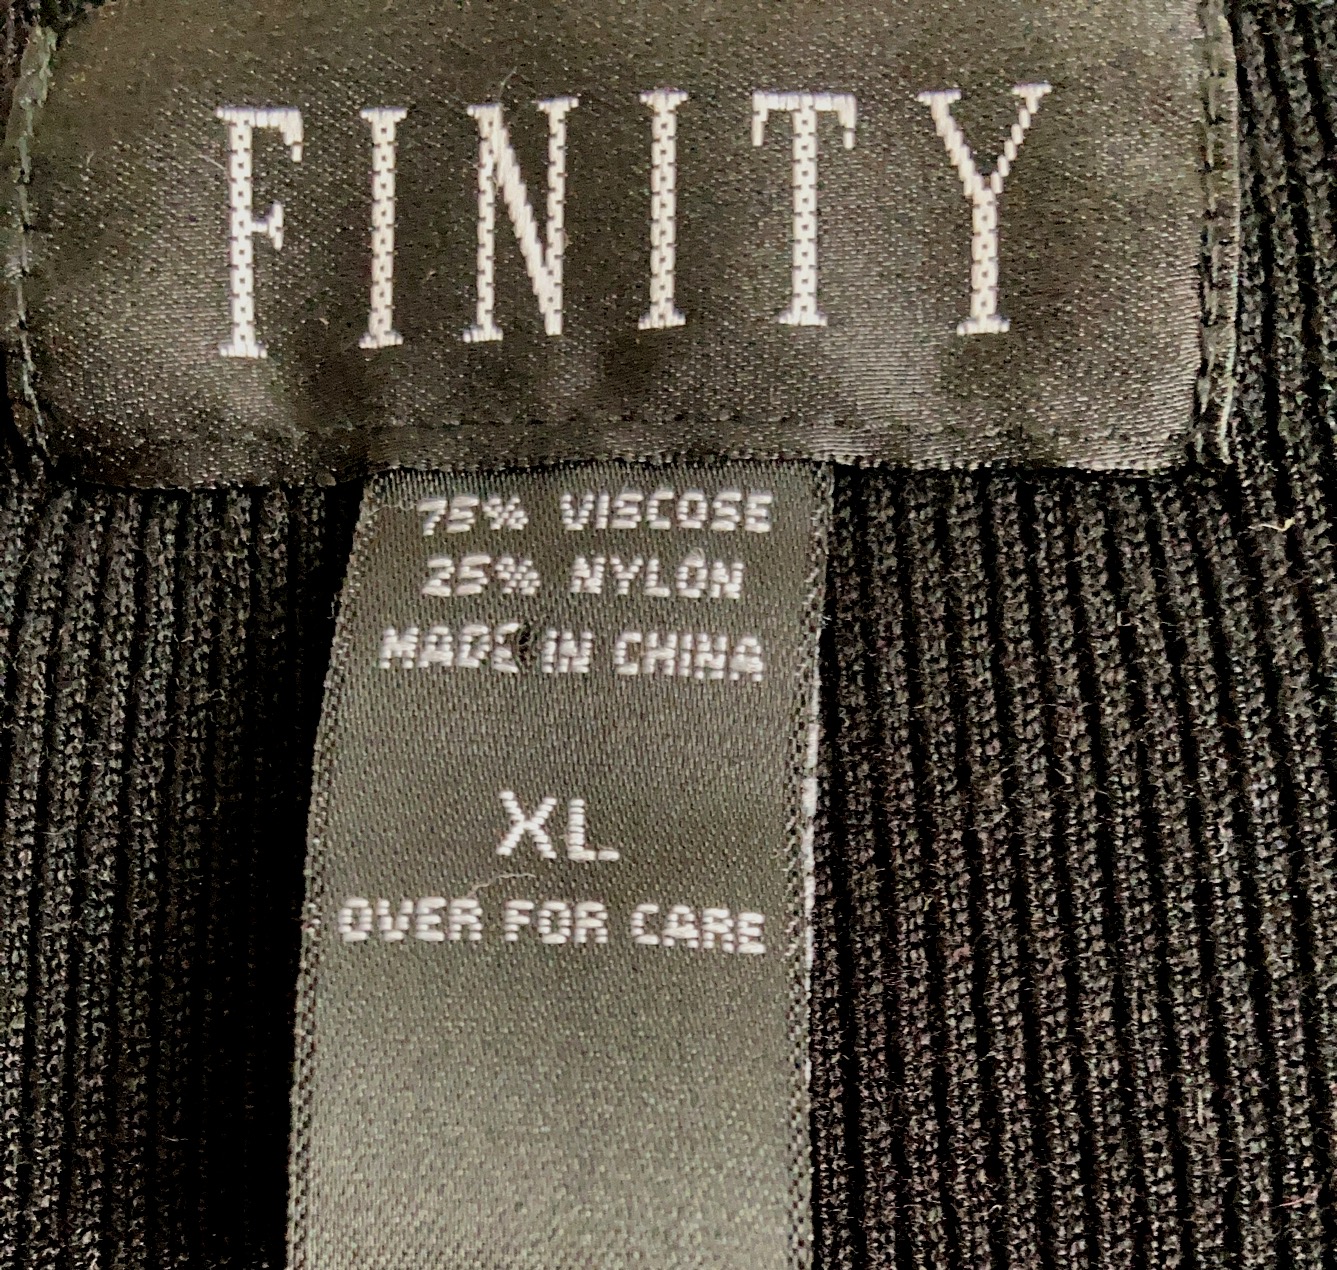 FINITY
75% VISCOSE
25% NYLON
MADE IN CHINA
XL
OVER FOR CARE